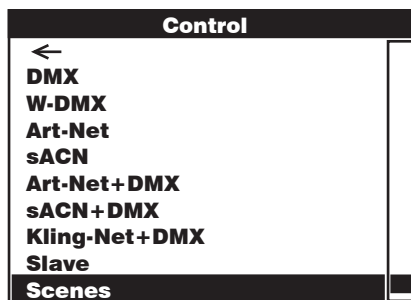 Control
←
DMX
W-DMX
Art-Net
sACN
Art-Net+DMX
sACN+DMX
Kling-Net+DMX
Slave
Scenes